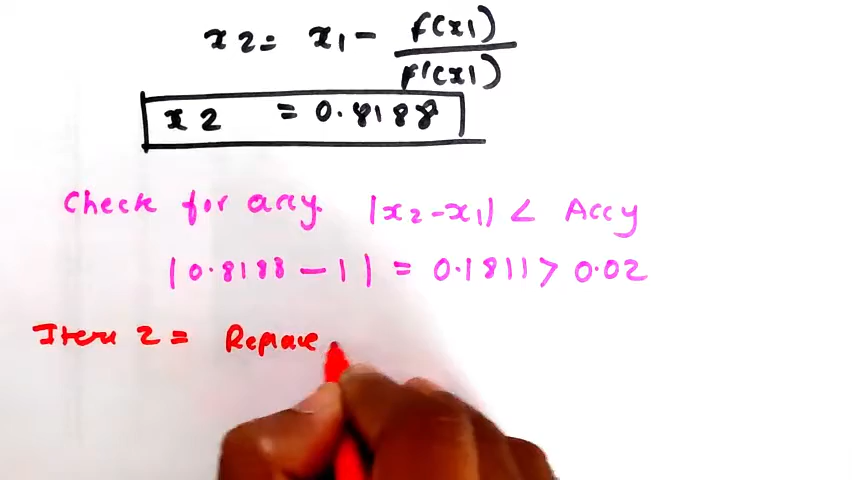 x2 = x1 - f(x1) / f'(x1)
x2 = 0.8188
Check for accy. |x2-x1| < Accy
|0.8188 - 1| = 0.1811 > 0.02
Iter 2 = Replace